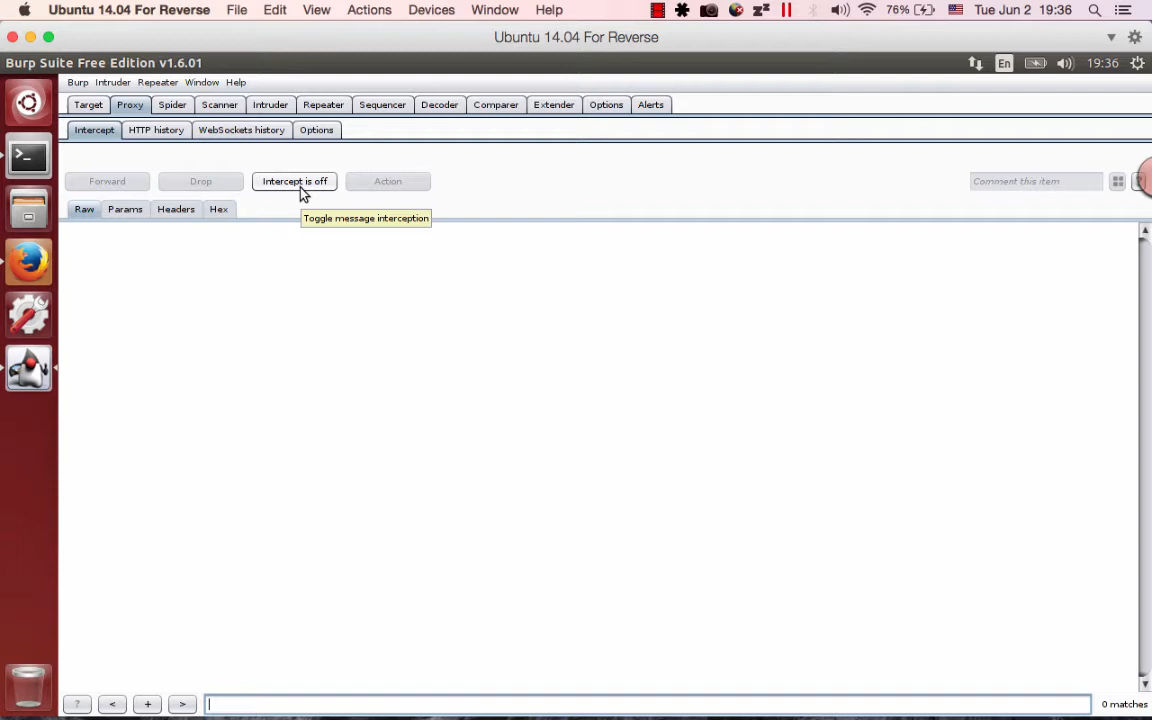 Ubuntu 14.04 For Reverse File Edit View Actions Devices Window Help 76% Tue Jun 2 19:36
Ubuntu 14.04 For Reverse
Burp Suite Free Edition v1.6.01 En 19:36
Burp Intruder Repeater Window Help
Target Proxy Spider Scanner Intruder Repeater Sequencer Decoder Comparer Extender Options Alerts
Intercept HTTP history WebSockets history Options
Forward Drop Intercept is off Action Comment this item ?
Raw Params Headers Hex
Toggle message interception
? < + > 0 matches